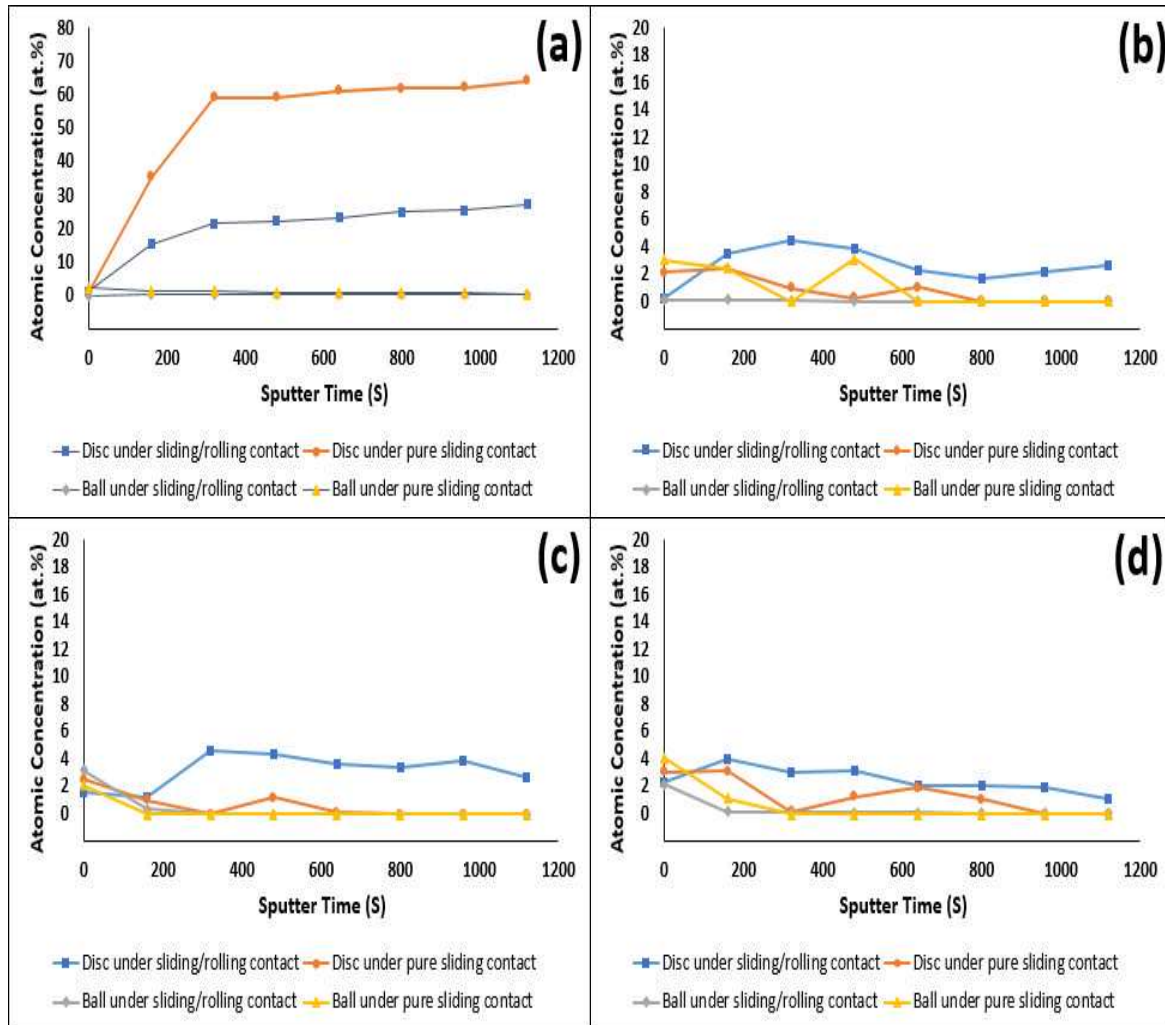 (a)
Atomic Concentration (at.%)
80
70
60
50
40
30
20
10
0
0 200 400 600 800 1000 1200
Sputter Time (S)
Disc under sliding/rolling contact Disc under pure sliding contact
Ball under sliding/rolling contact Ball under pure sliding contact
(b)
Atomic Concentration (at.%)
20
18
16
14
12
10
8
6
4
2
0
0 200 400 600 800 1000 1200
Sputter Time (S)
Disc under sliding/rolling contact Disc under pure sliding contact
Ball under sliding/rolling contact Ball under pure sliding contact
(c)
Atomic Concentration (at.%)
20
18
16
14
12
10
8
6
4
2
0
0 200 400 600 800 1000 1200
Sputter Time (S)
Disc under sliding/rolling contact Disc under pure sliding contact
Ball under sliding/rolling contact Ball under pure sliding contact
(d)
Atomic Concentration (at.%)
20
18
16
14
12
10
8
6
4
2
0
0 200 400 600 800 1000 1200
Sputter Time (S)
Disc under sliding/rolling contact Disc under pure sliding contact
Ball under sliding/rolling contact Ball under pure sliding contact